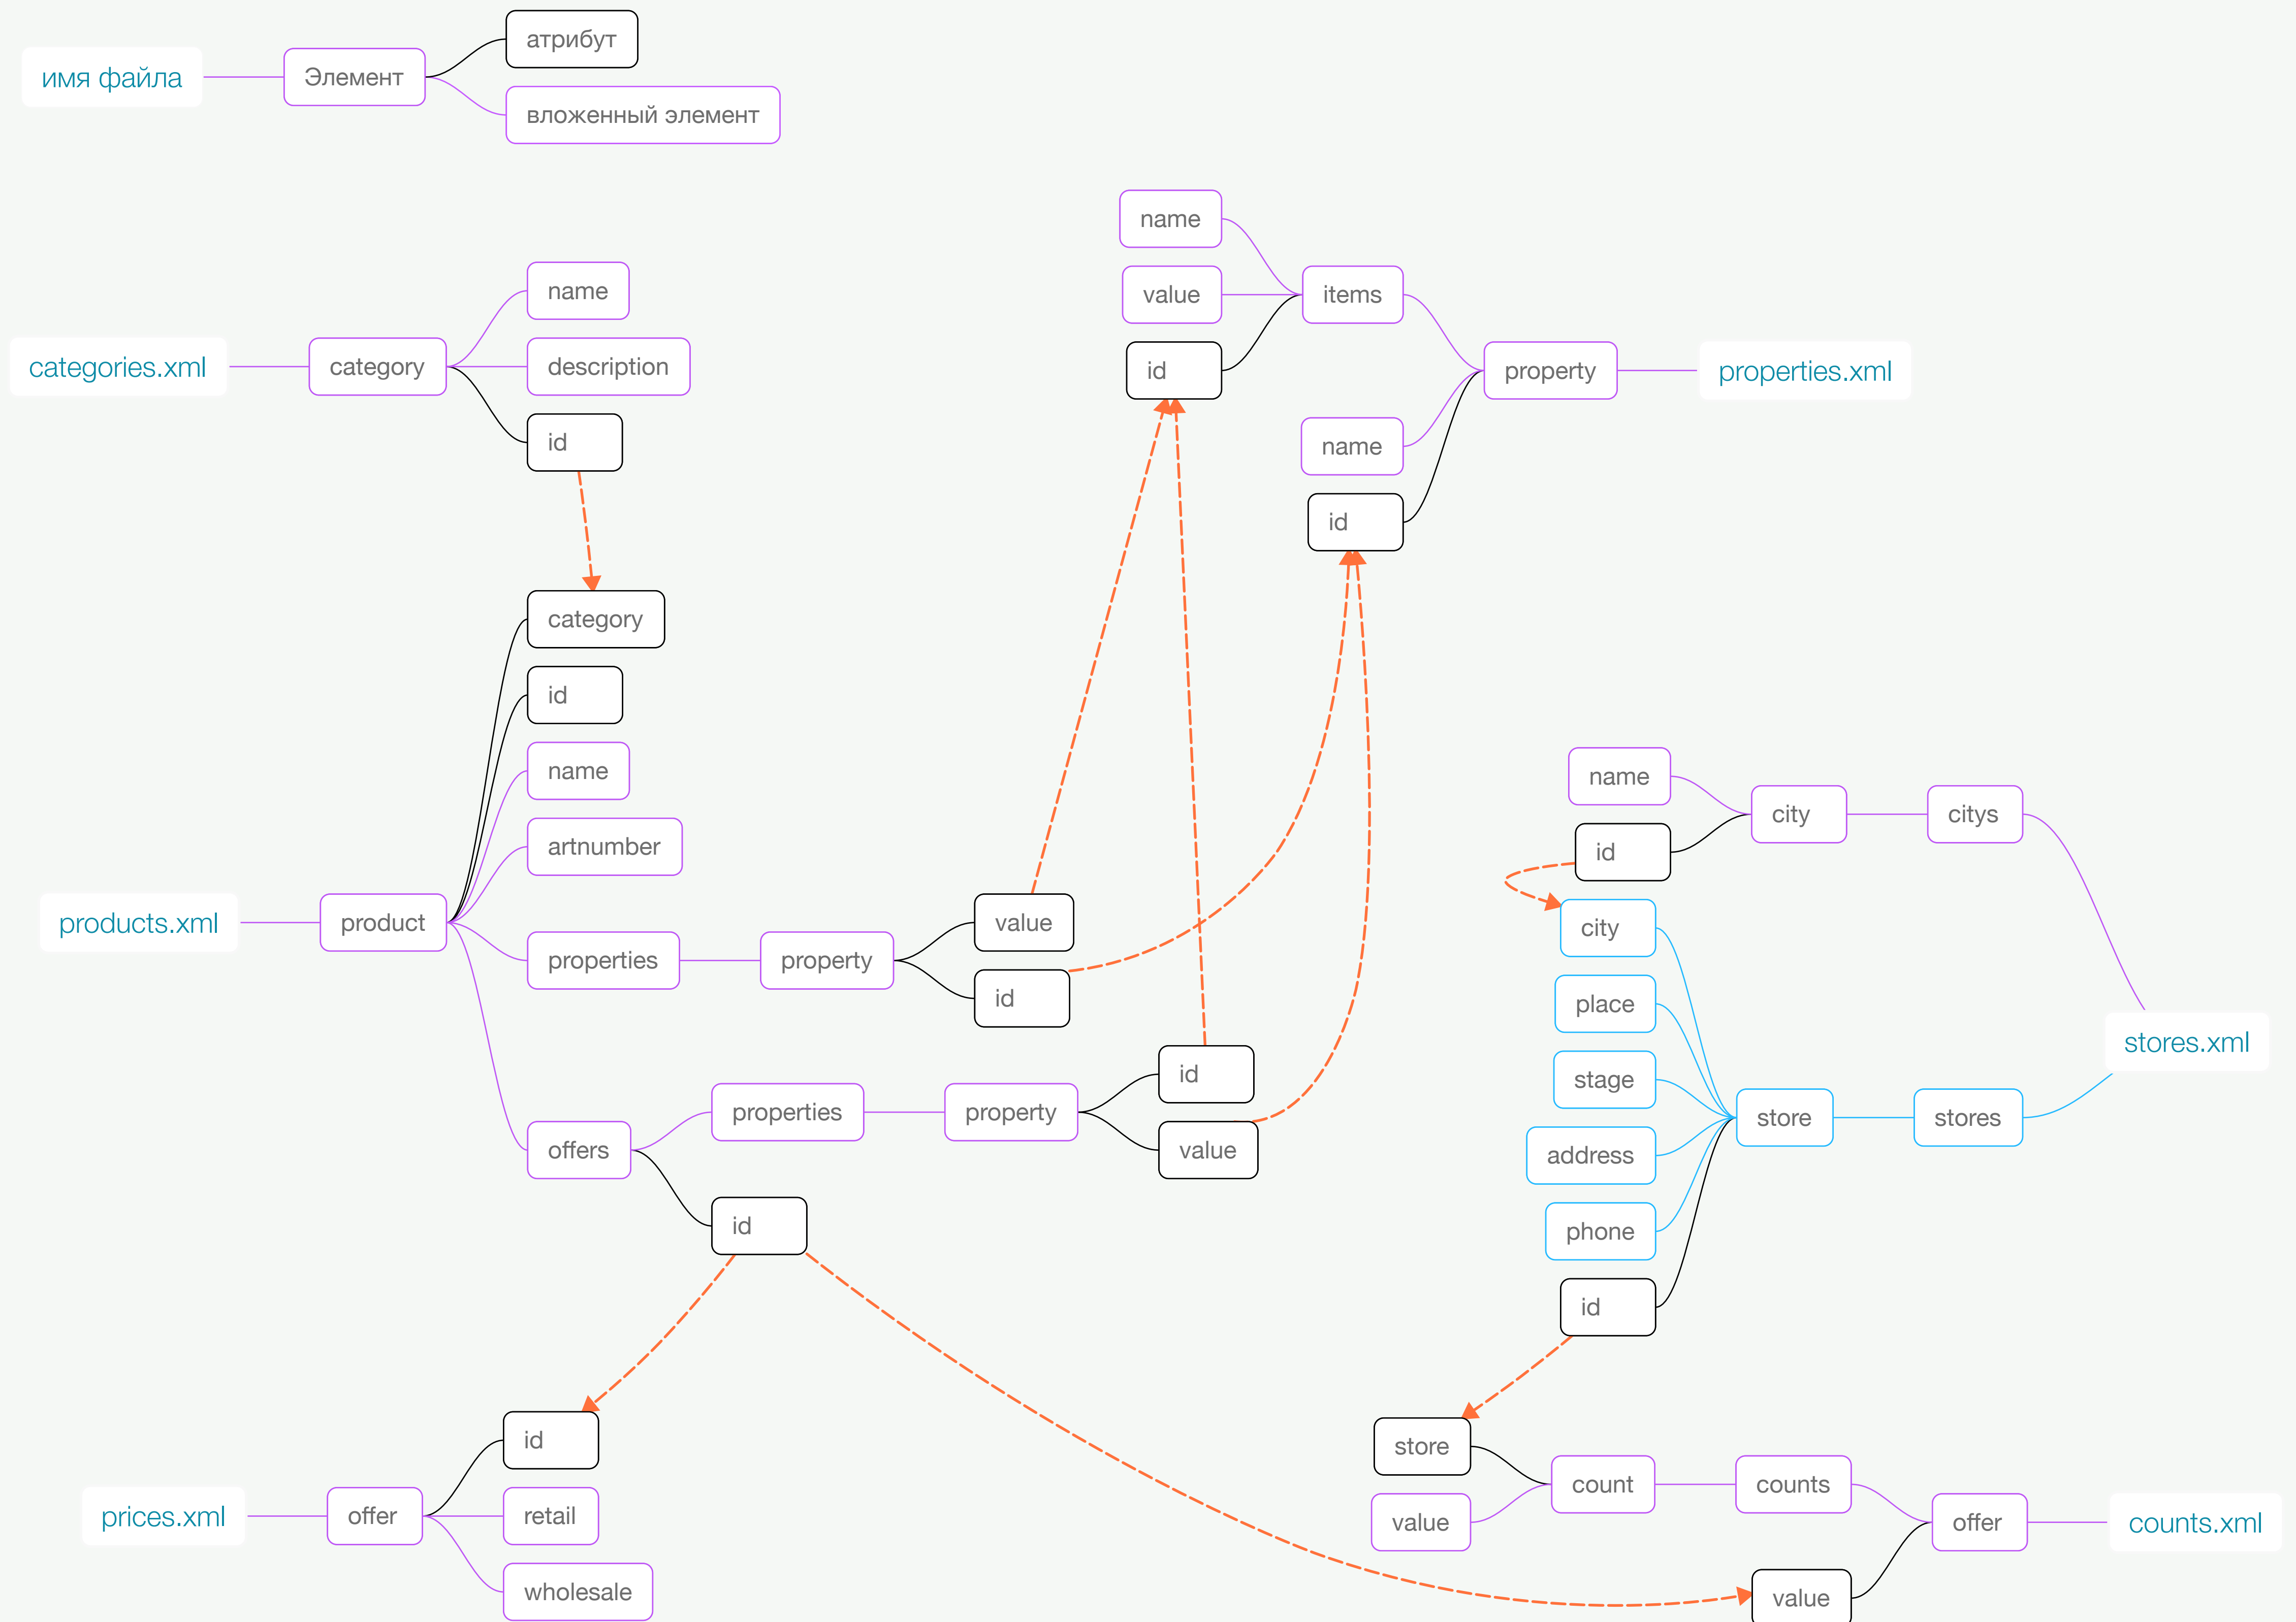 имя файла
Элемент
атрибут
вложенный элемент
categories.xml
category
name
description
id
name
value
id
items
name
id
property
properties.xml
products.xml
product
category
id
name
artnumber
properties
property
value
id
offers
properties
property
id
value
id
name
id
city
citys
city
place
stage
address
phone
id
store
stores
stores.xml
prices.xml
offer
id
retail
wholesale
store
value
count
counts
value
offer
counts.xml